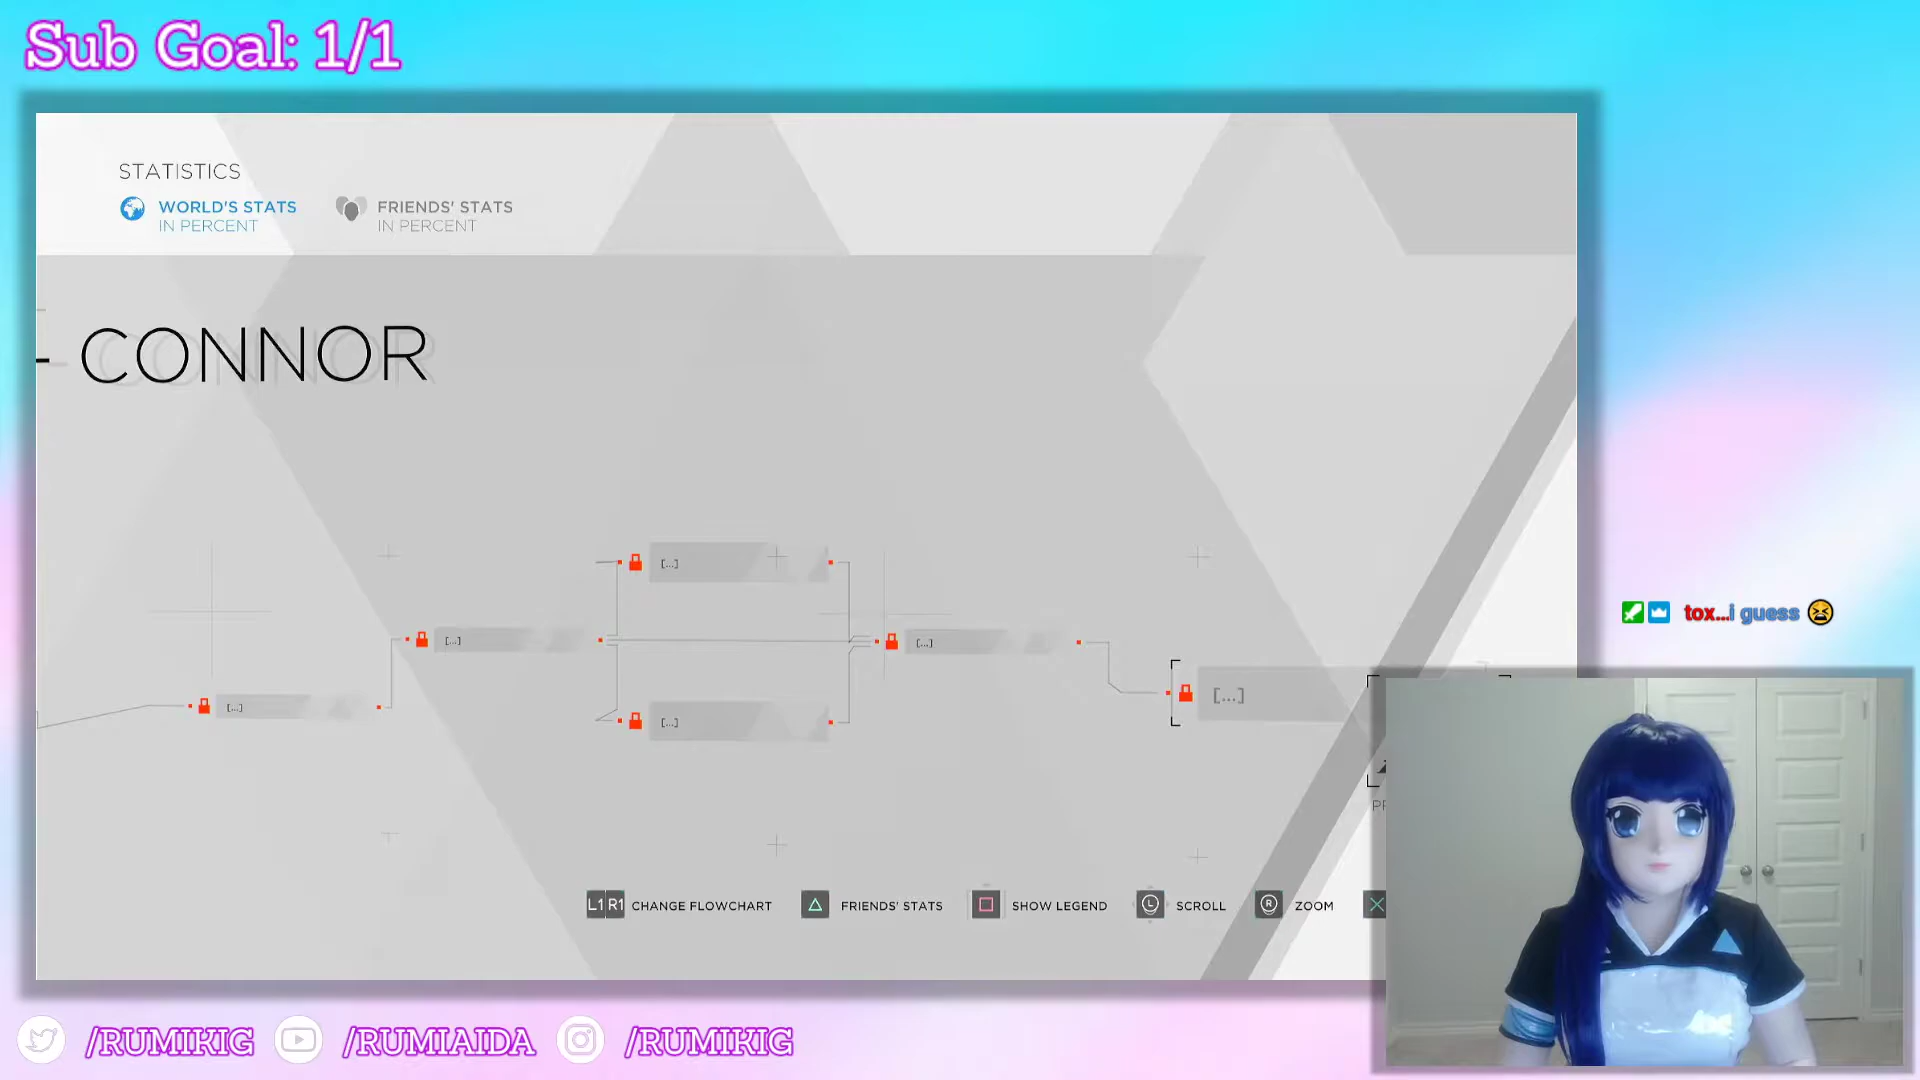 Sub Goal: 1/1
STATISTICS
WORLD'S STATS
IN PERCENT
FRIENDS' STATS
IN PERCENT
- CONNOR
[...]
[...]
[...]
[...]
[...]
[...]
tox...i guess
L1 R1 CHANGE FLOWCHART
FRIENDS' STATS
SHOW LEGEND
L SCROLL
R ZOOM
/RUMIKIG
/RUMIAIDA
/RUMIKIG